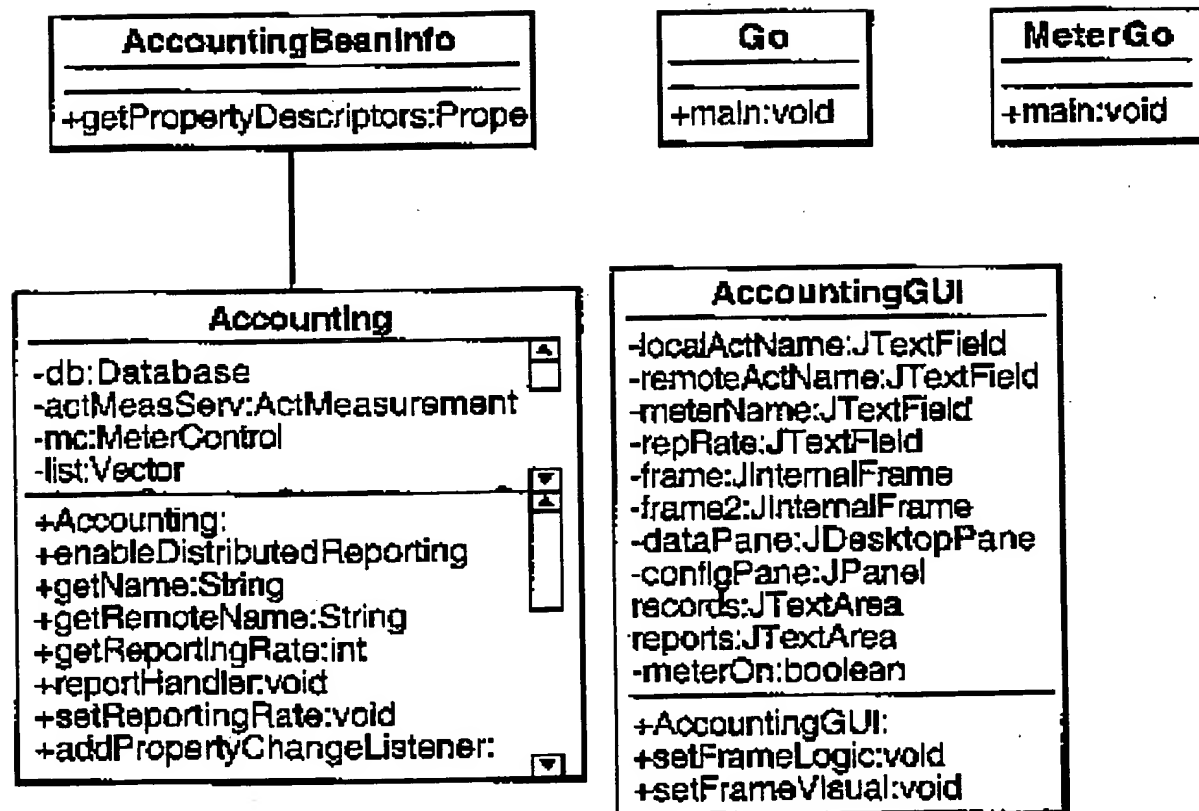 AccountingBeanInfo
+getPropertyDescriptors:Prope
Go
+main:void
MeterGo
+main:void
Accounting
-db:Database
-actMeasServ:ActMeasurement
-mc:MeterControl
-list:Vector
+Accounting:
+enableDistributedReporting
+getName:String
+getRemoteName:String
+getReportingRate:int
+reportHandler:void
+setReportingRate:void
+addPropertyChangeListener:
AccountingGUI
-localActName:JTextField
-remoteActName:JTextField
-meterName:JTextField
-repRate:JTextField
-frame:JInternalFrame
-frame2:JInternalFrame
-dataPane:JDesktopPane
-configPane:JPanel
records:JTextArea
reports:JTextArea
-meterOn:boolean
+AccountingGUI:
+setFrameLogic:void
+setFrameVisual:void